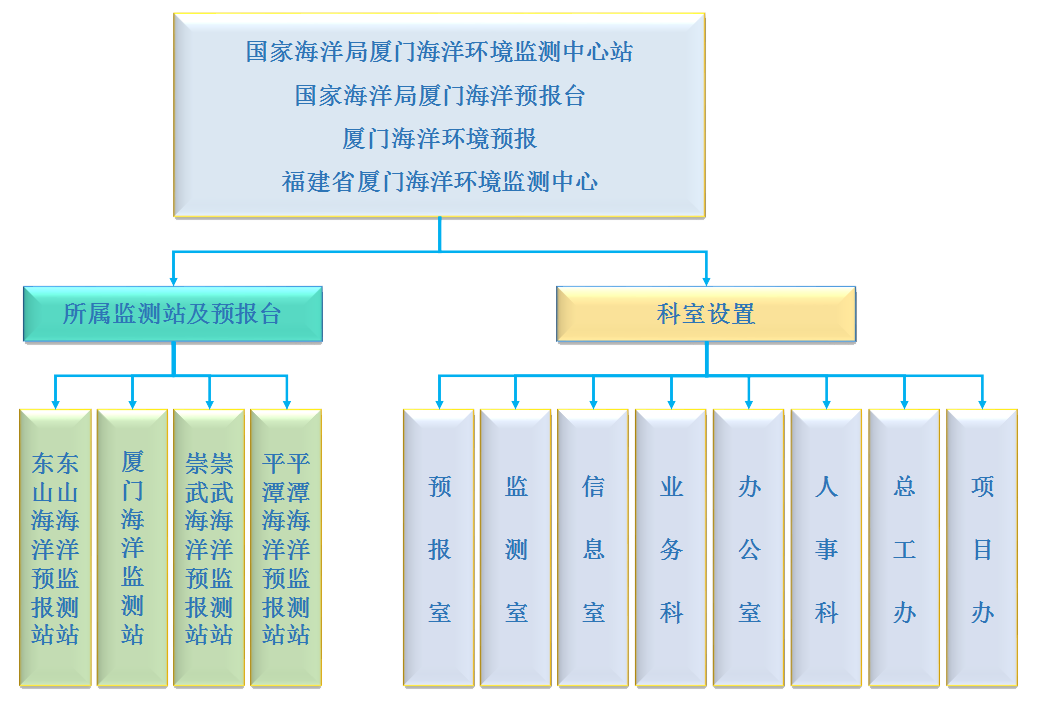 国家海洋局厦门海洋环境监测中心站
国家海洋局厦门海洋预报台
厦门海洋环境预报
福建省厦门海洋环境监测中心
所属监测站及预报台
科室设置
东山海洋监测站
东山海洋预报站
厦门海洋监测站
崇武海洋监测站
崇武海洋预报站
平潭海洋监测站
平潭海洋预报站
预报室
监测室
信息室
业务科
办公室
人事科
总工办
项目办